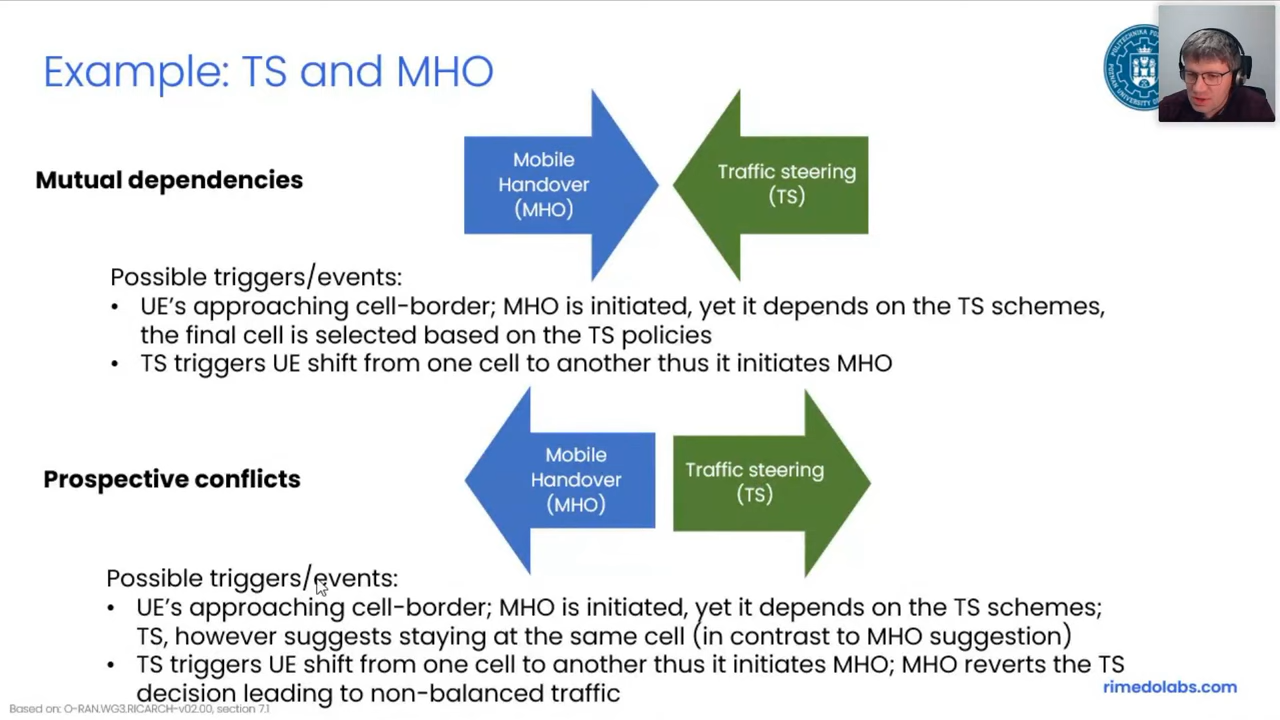 Example: TS and MHO
Mobile
Handover
(MHO)
Traffic steering
(TS)
Mutual dependencies
Possible triggers/events:
• UE's approaching cell-border; MHO is initiated, yet it depends on the TS schemes,
the final cell is selected based on the TS policies
• TS triggers UE shift from one cell to another thus it initiates MHO
Mobile
Handover
(MHO)
Traffic steering
(TS)
Prospective conflicts
Possible triggers/events:
• UE's approaching cell-border; MHO is initiated, yet it depends on the TS schemes;
TS, however suggests staying at the same cell (in contrast to MHO suggestion)
• TS triggers UE shift from one cell to another thus it initiates MHO; MHO reverts the TS
decision leading to non-balanced traffic
rimedolabs.com
Based on: O-RAN.WG3.RICARCH-v02.00, section 7.1